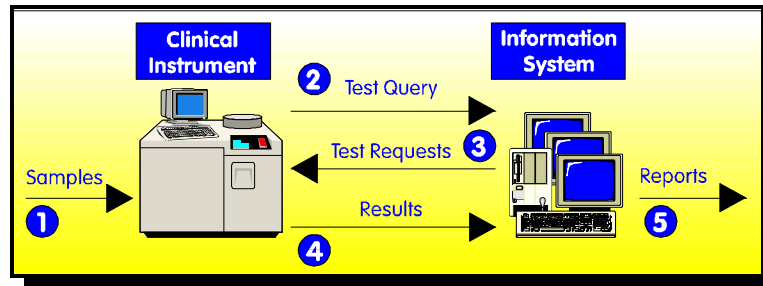 Clinical
Instrument
Information
System
2
Test Query
Test Requests
3
Samples
1
Results
4
Reports
5